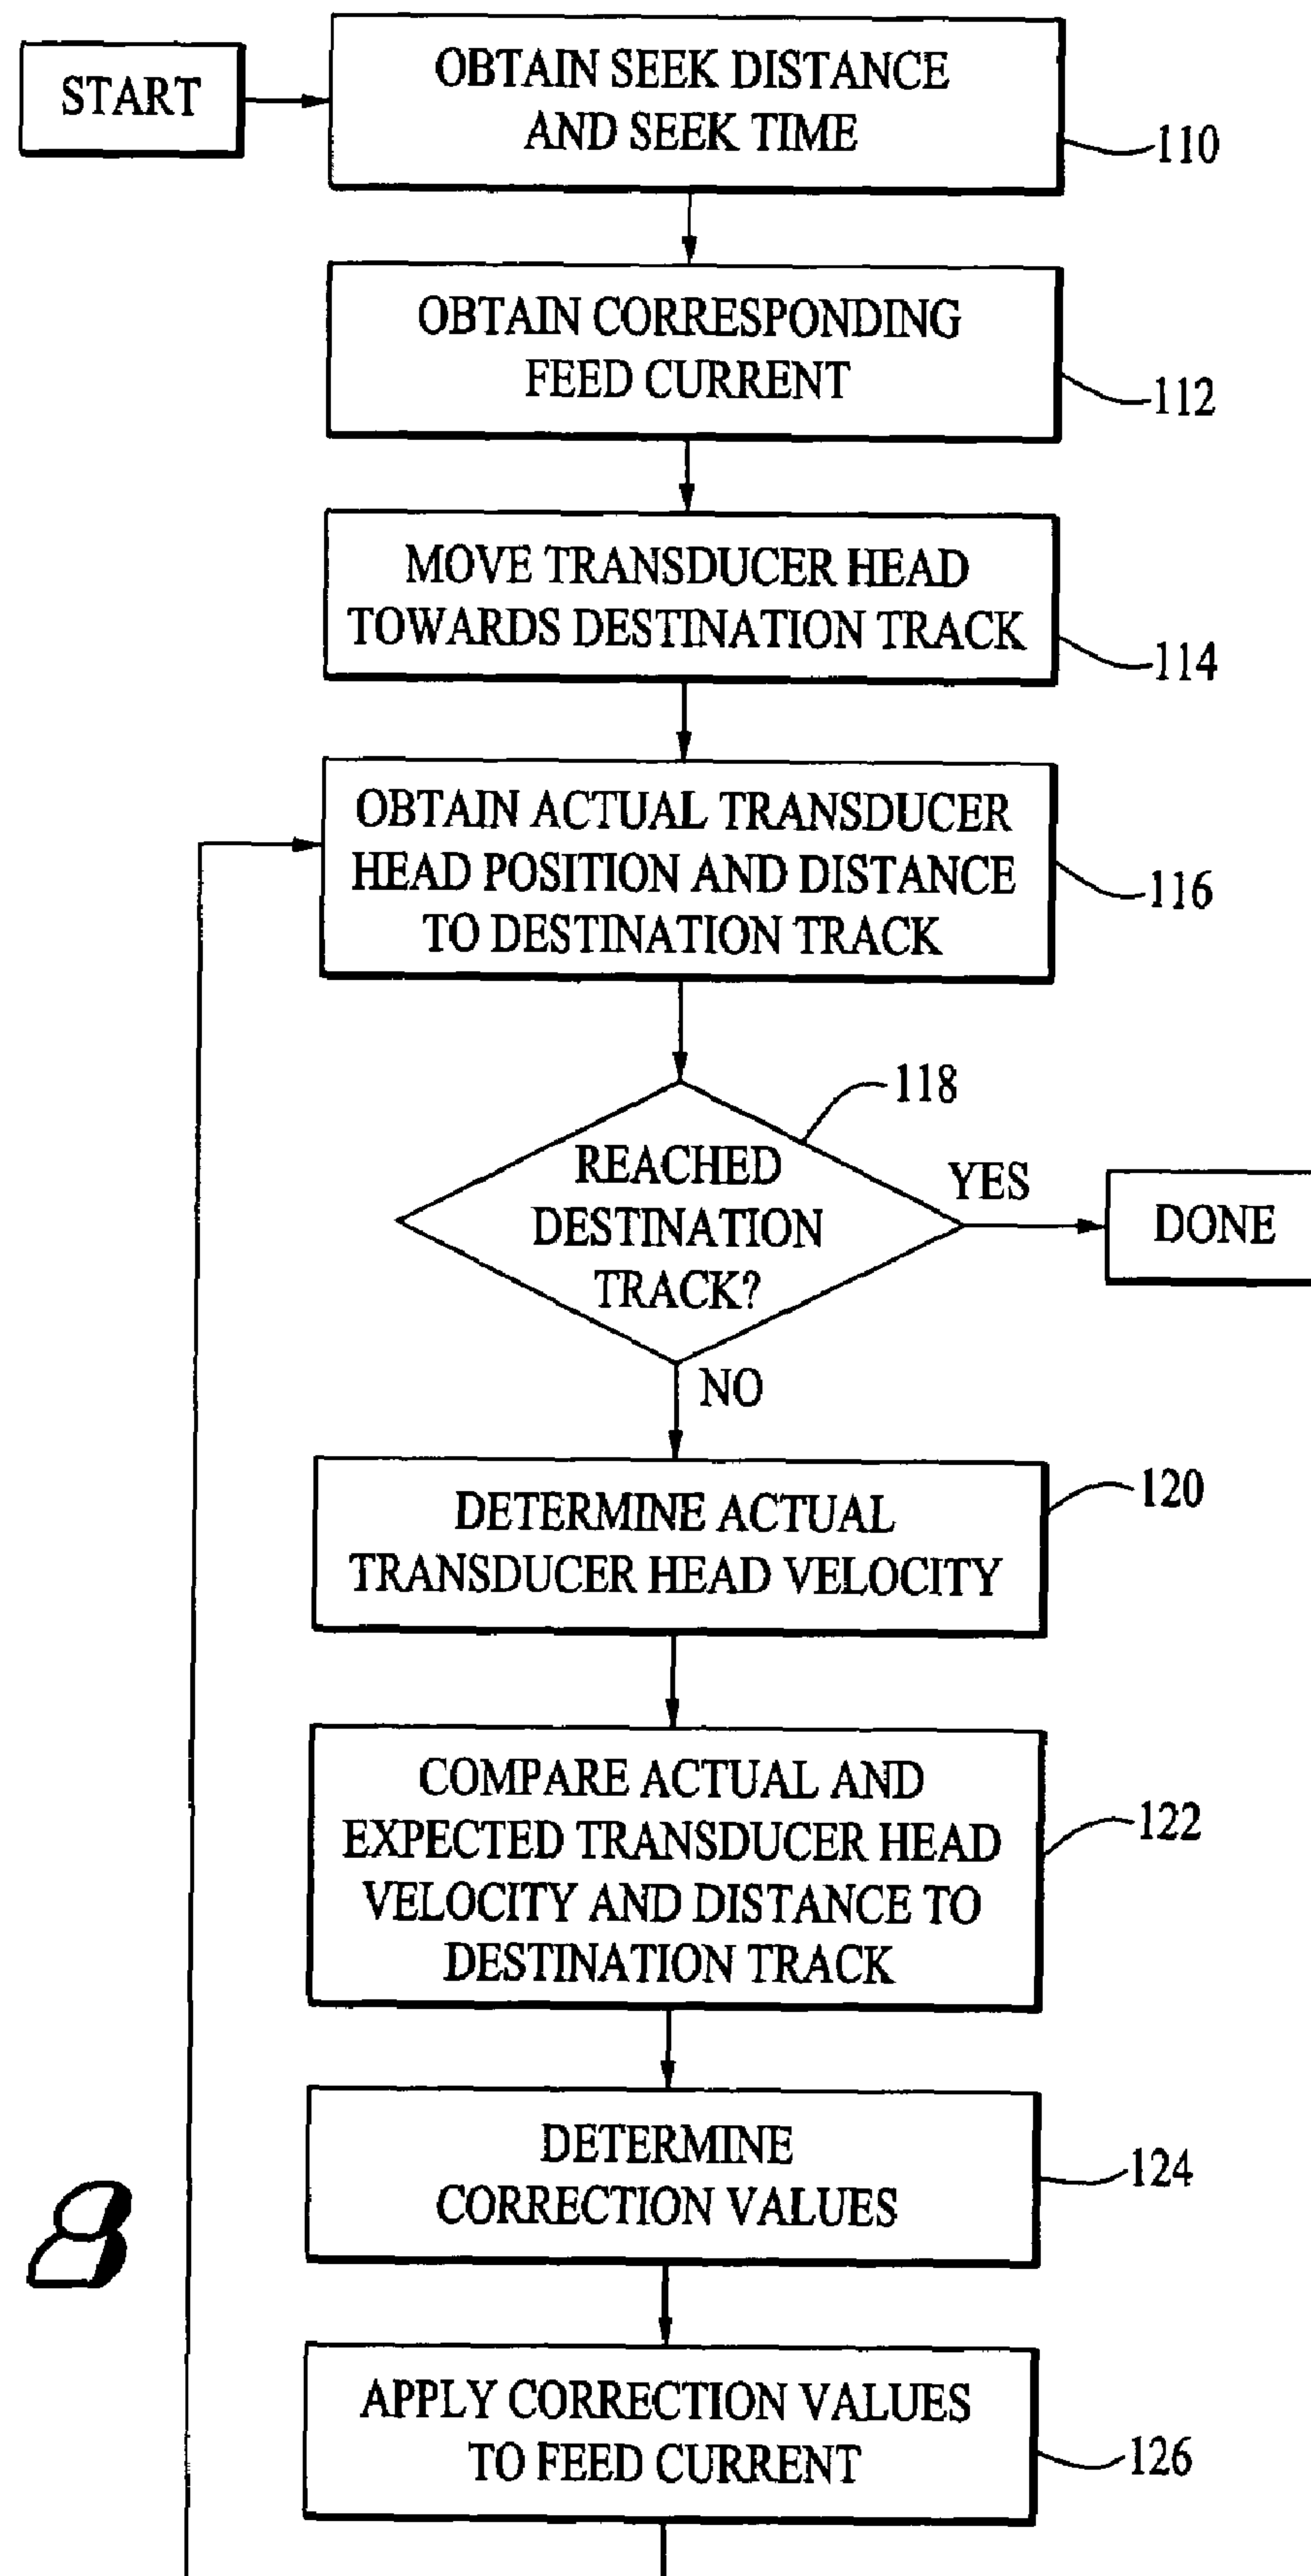 START
OBTAIN SEEK DISTANCE
AND SEEK TIME
110
OBTAIN CORRESPONDING
FEED CURRENT
112
MOVE TRANSDUCER HEAD
TOWARDS DESTINATION TRACK
114
OBTAIN ACTUAL TRANSDUCER
HEAD POSITION AND DISTANCE
TO DESTINATION TRACK
116
118
REACHED
DESTINATION
TRACK?
YES
DONE
NO
DETERMINE ACTUAL
TRANSDUCER HEAD VELOCITY
120
COMPARE ACTUAL AND
EXPECTED TRANSDUCER HEAD
VELOCITY AND DISTANCE TO
DESTINATION TRACK
122
DETERMINE
CORRECTION VALUES
124
8
APPLY CORRECTION VALUES
TO FEED CURRENT
126